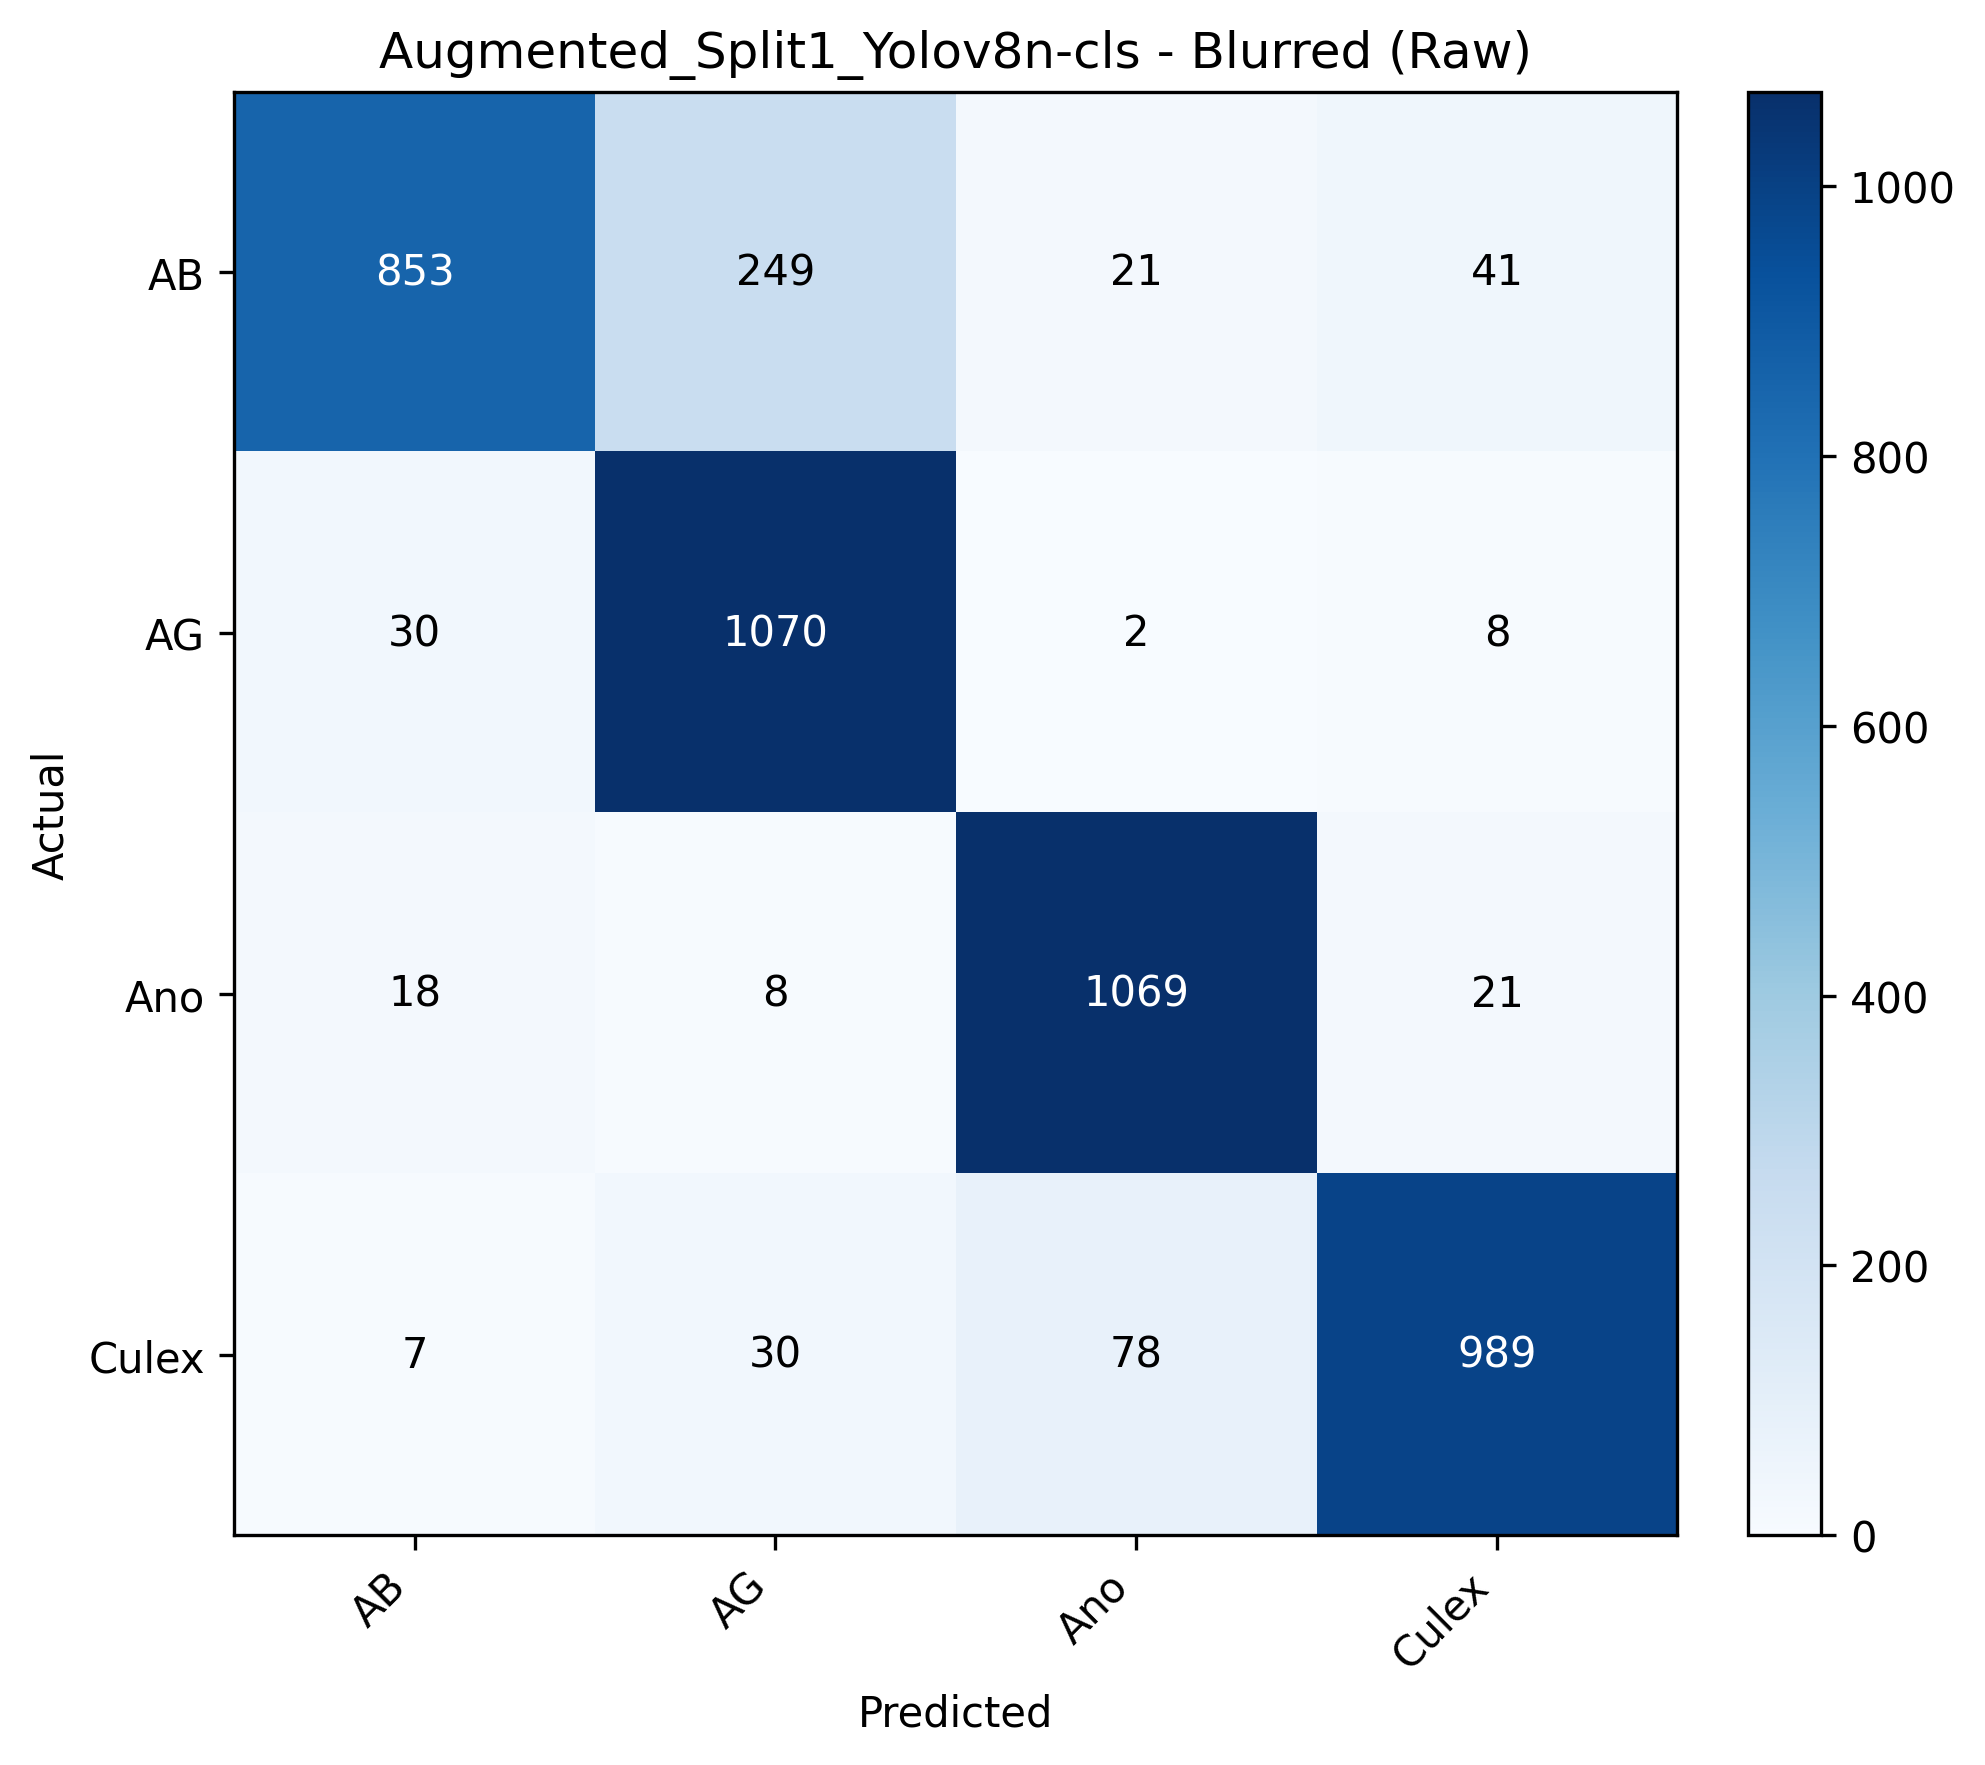 Augmented_Split1_Yolov8n-cls - Blurred (Raw)
AB 853 249 21 41
AG 30 1070 2 8
Ano 18 8 1069 21
Culex 7 30 78 989
AB AG Ano Culex
Predicted
Actual
1000
800
600
400
200
0